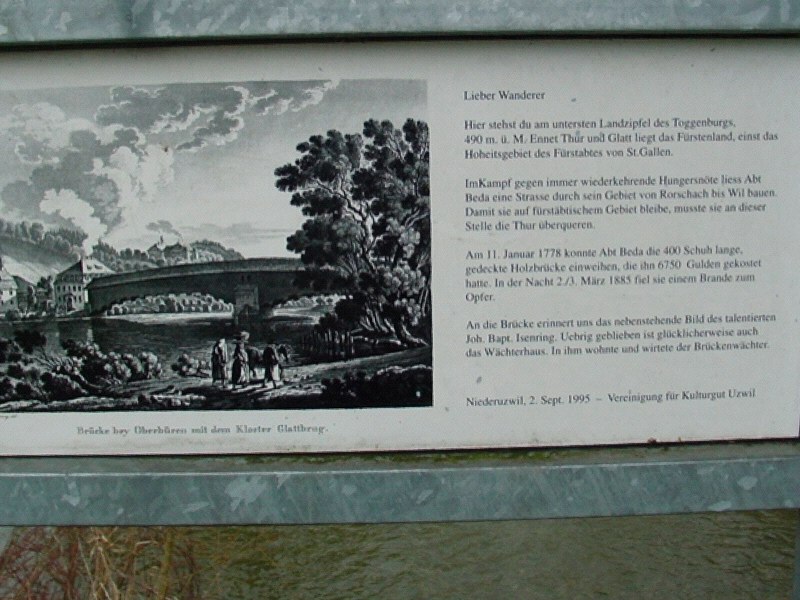 Lieber Wanderer
Hier stehst du am untersten Landzipfel des Toggenburgs,
490 m. ü. M. Ennet Thur und Glatt liegt das Fürstenland, einst das
Hoheitsgebiet des Fürstabtes von St.Gallen.
ImKampf gegen immer wiederkehrende Hungersnöte liess Abt
Beda eine Strasse durch sein Gebiet von Rorschach bis Wil bauen.
Damit sie auf fürstäbtischem Gebiet bleibe, musste sie an dieser
Stelle die Thur überqueren.
Am 11. Januar 1778 konnte Abt Beda die 400 Schuh lange,
gedeckte Holzbrücke einweihen, die ihn 6750 Gulden gekostet
hatte. In der Nacht 2./3. März 1885 fiel sie einem Brande zum
Opfer.
An die Brücke erinnert uns das nebenstehende Bild des talentierten
Joh. Bapt. Isenring. Uebrig geblieben ist glücklicherweise auch
das Wächterhaus. In ihm wohnte und wirtete der Brückenwächter.
Niederuzwil, 2. Sept. 1995 – Vereinigung für Kulturgut Uzwil
Brücke bey Oberbüren mit dem Kloster Glattbrug.